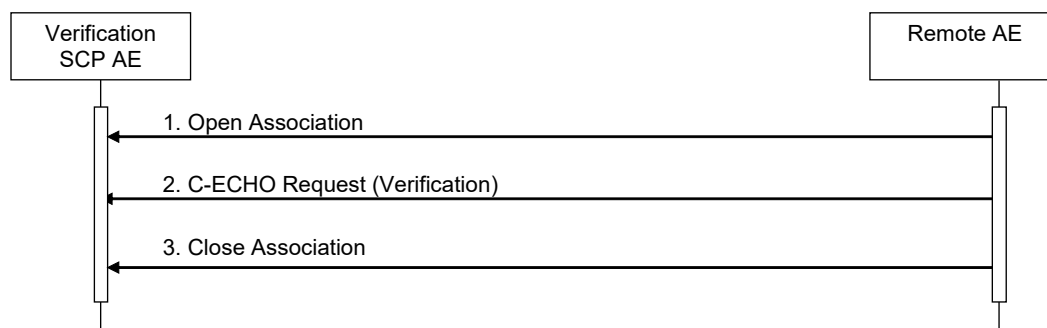 Verification
SCP AE
Remote AE
1. Open Association
2. C-ECHO Request (Verification)
3. Close Association